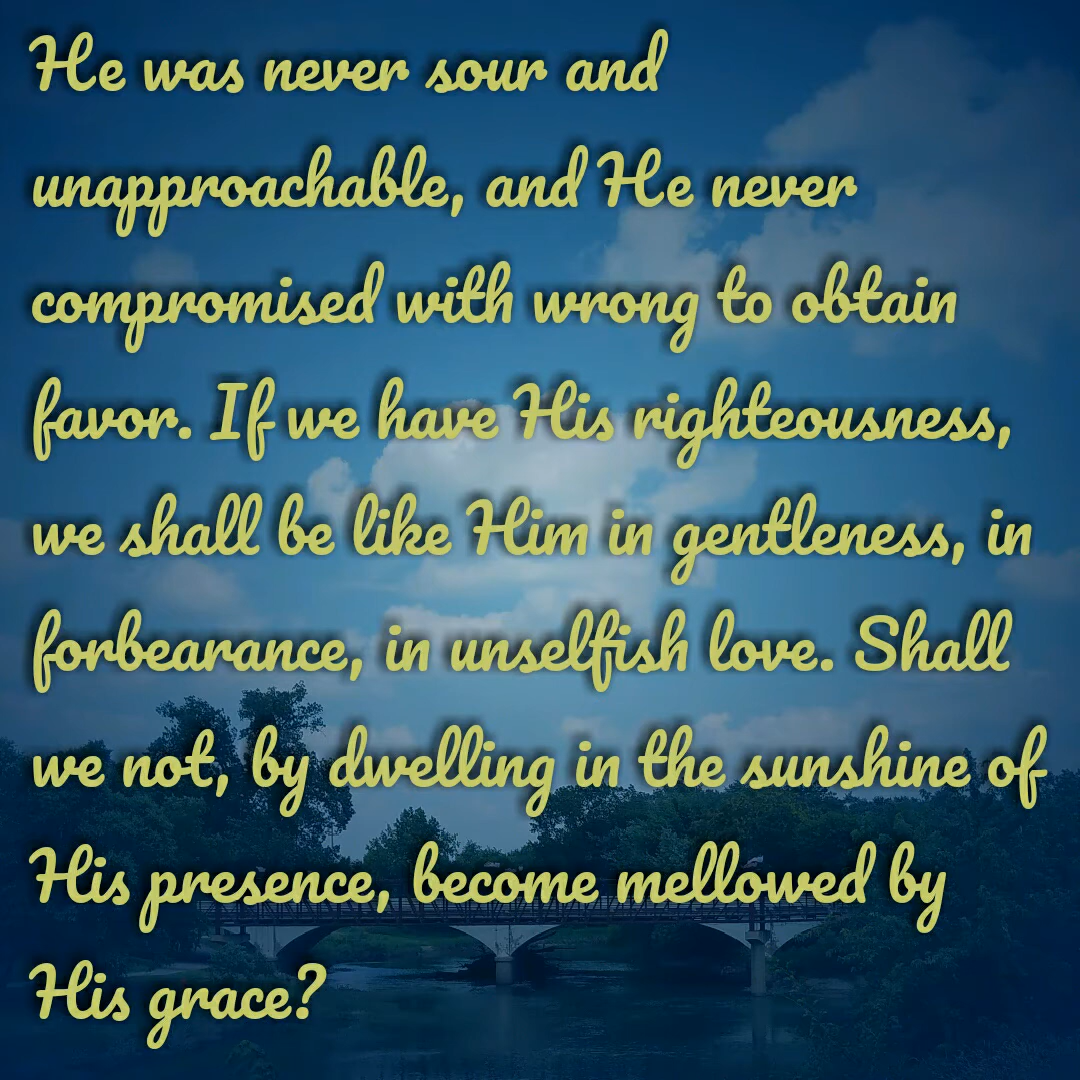 He was never sour and
unapproachable, and He never
compromised with wrong to obtain
favor. If we have His righteousness,
we shall be like Him in gentleness, in
forbearance, in unselfish love. Shall
we not, by dwelling in the sunshine of
His presence, become mellowed by
His grace?